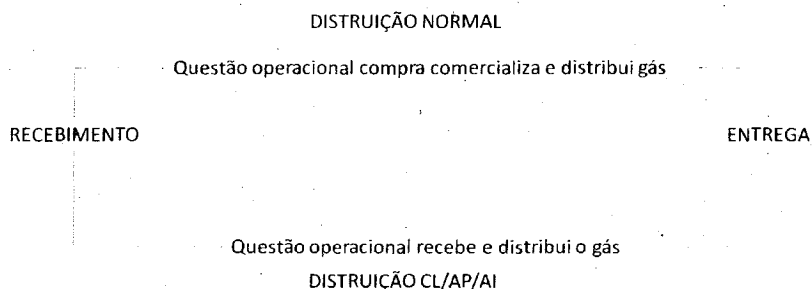 DISTRUIÇÃO NORMAL
Questão operacional compra comercializa e distribui gás
RECEBIMENTO
ENTREGA
Questão operacional recebe e distribui o gás
DISTRUIÇÃO CL/AP/AI